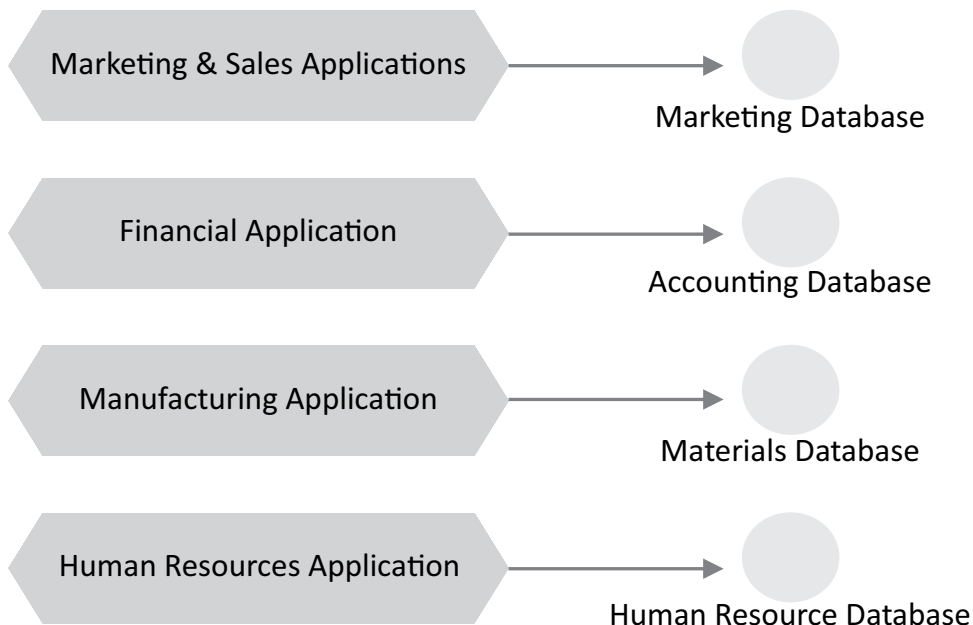 Marketing & Sales Applications
Marketing Database
Financial Application
Accounting Database
Manufacturing Application
Materials Database
Human Resources Application
Human Resource Database